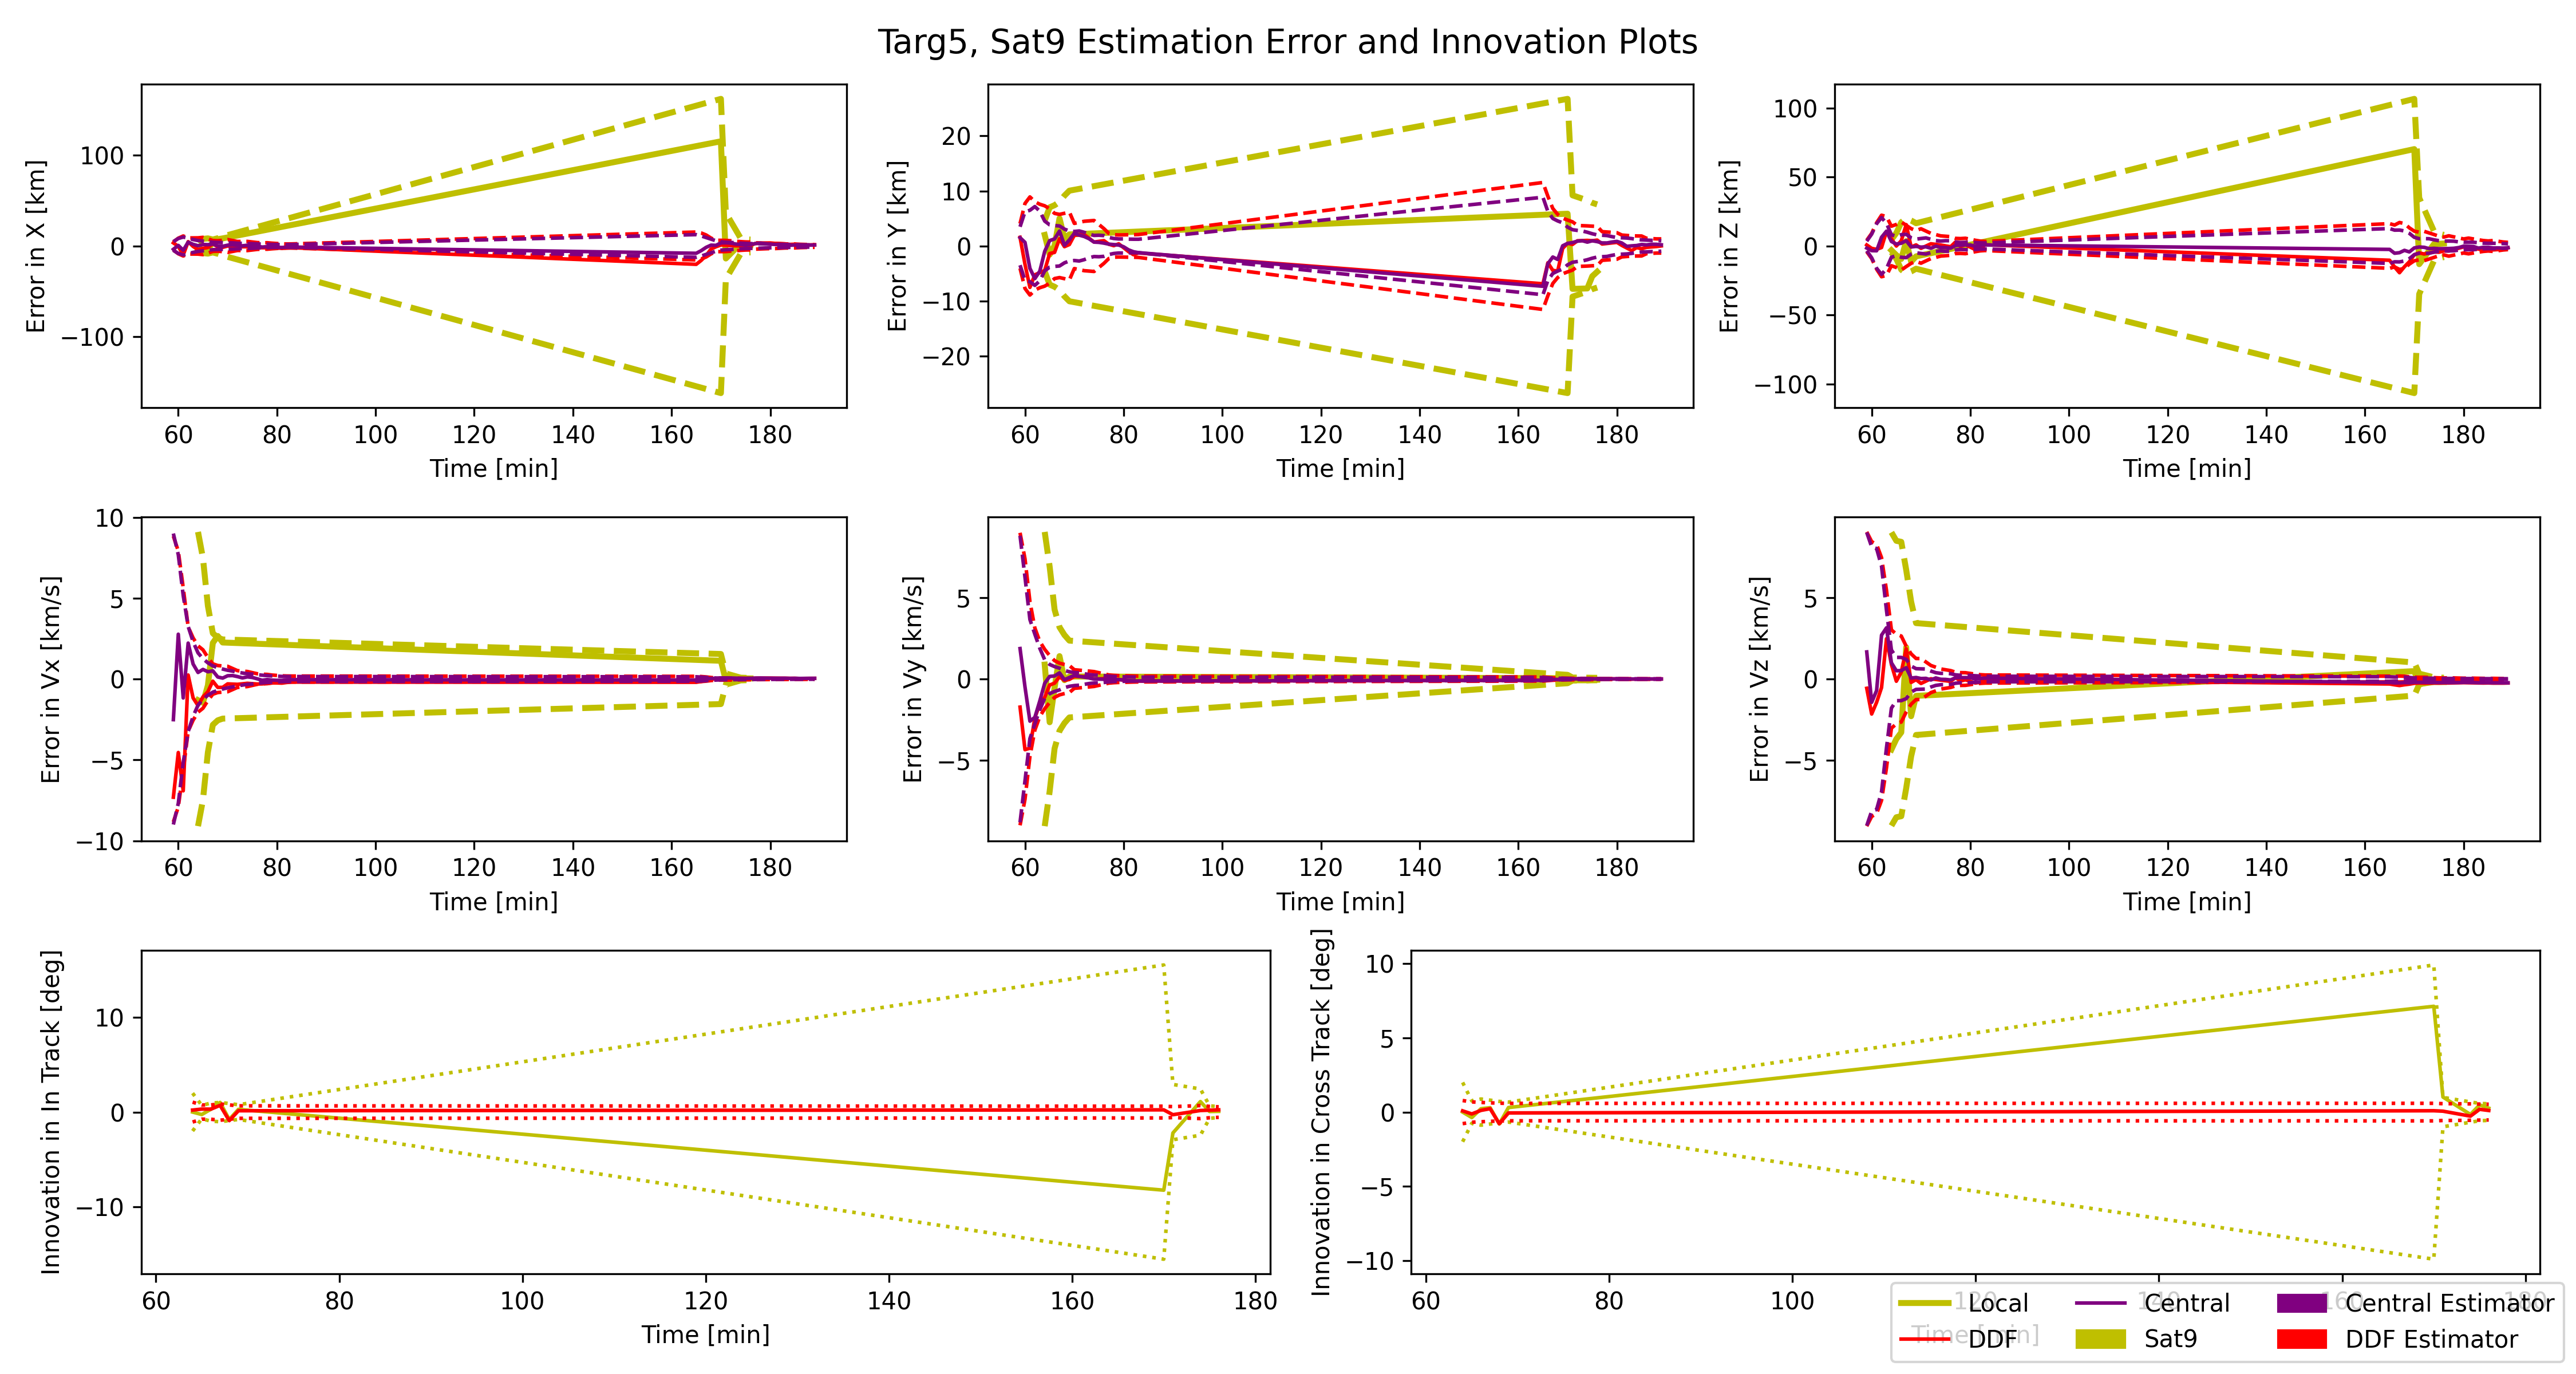 Targ5, Sat9 Estimation Error and Innovation Plots
Error in X [km]
100
0
−100
60 80 100 120 140 160 180
Time [min]
Error in Y [km]
20
10
0
−10
−20
60 80 100 120 140 160 180
Time [min]
Error in Z [km]
100
50
0
−50
−100
60 80 100 120 140 160 180
Time [min]
Error in Vx [km/s]
10
5
0
−5
−10
60 80 100 120 140 160 180
Time [min]
Error in Vy [km/s]
5
0
−5
60 80 100 120 140 160 180
Time [min]
Error in Vz [km/s]
5
0
−5
60 80 100 120 140 160 180
Time [min]
Innovation in In Track [deg]
10
0
−10
60 80 100 120 140 160 180
Time [min]
Innovation in Cross Track [deg]
10
5
0
−5
−10
60 80 100 120 140 160 180
Time [min]
Local Central Central Estimator
DDF Sat9 DDF Estimator